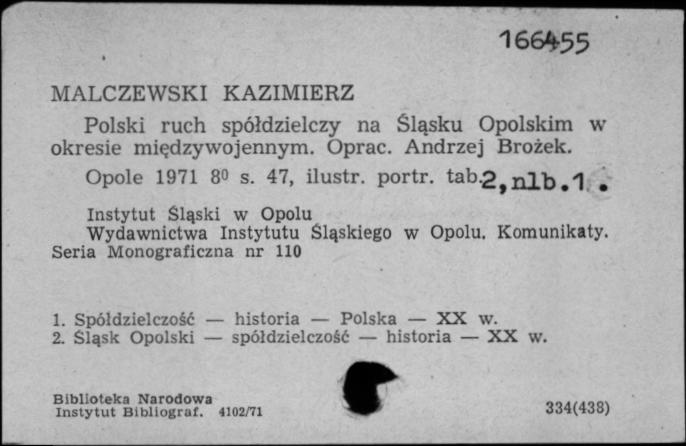 166455
MALCZEWSKI KAZIMIERZ
Polski ruch spółdzielczy na Śląsku Opolskim w
okresie międzywojennym. Oprac. Andrzej Brożek.
Opole 1971 8⁰ s. 47, ilustr. portr. tab.2, nlb.1.
Instytut Śląski w Opolu
Wydawnictwa Instytutu Śląskiego w Opolu. Komunikaty.
Seria Monograficzna nr 110
1. Spółdzielczość — historia — Polska — XX w.
2. Śląsk Opolski — spółdzielczość — historia — XX w.
Biblioteka Narodowa
Instytut Bibliograf. 4102/71
334(438)